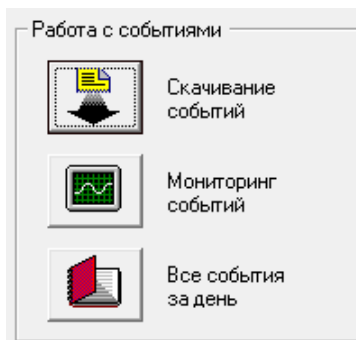 Работа с событиями
Скачивание
событий
Мониторинг
событий
Все события
за день